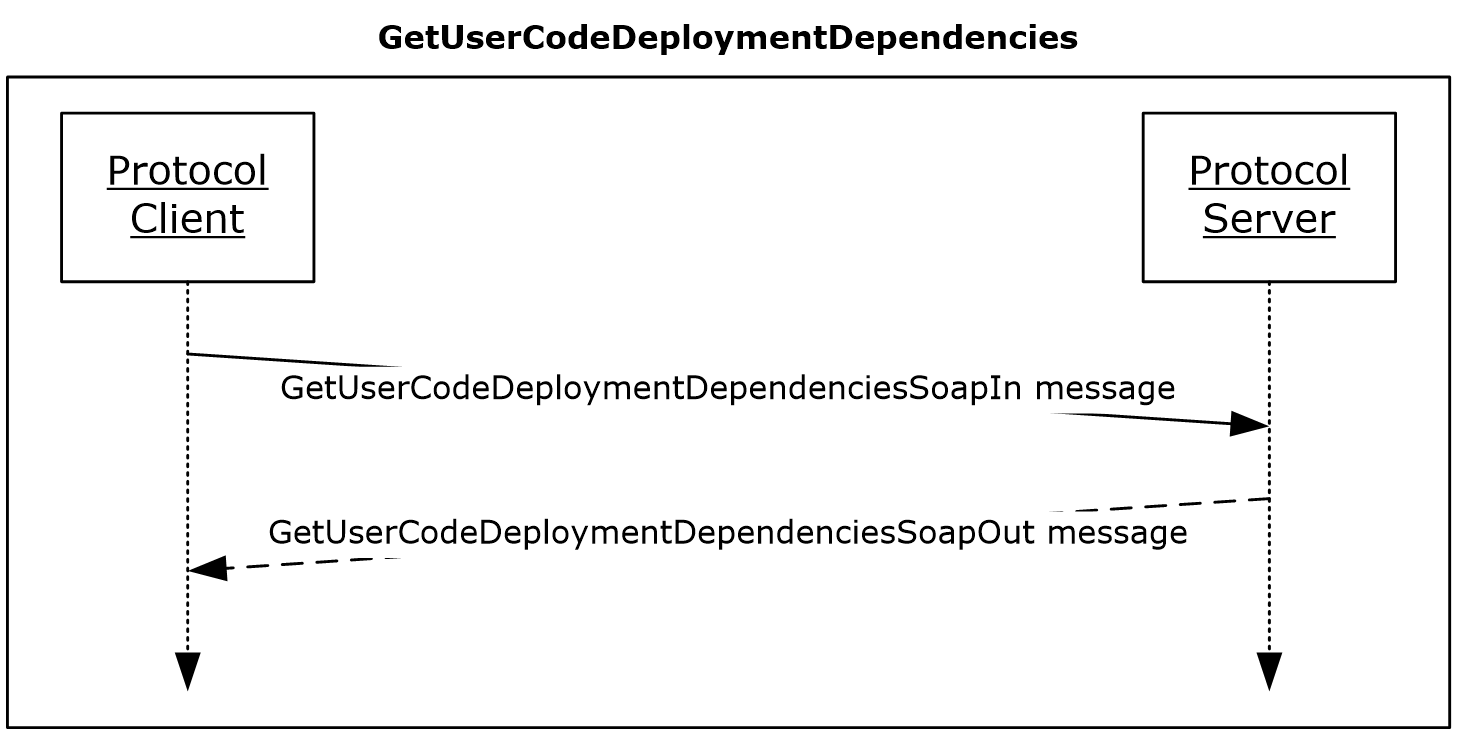 GetUserCodeDeploymentDependencies
Protocol
Client
Protocol
Server
GetUserCodeDeploymentDependenciesSoapIn message
GetUserCodeDeploymentDependenciesSoapOut message